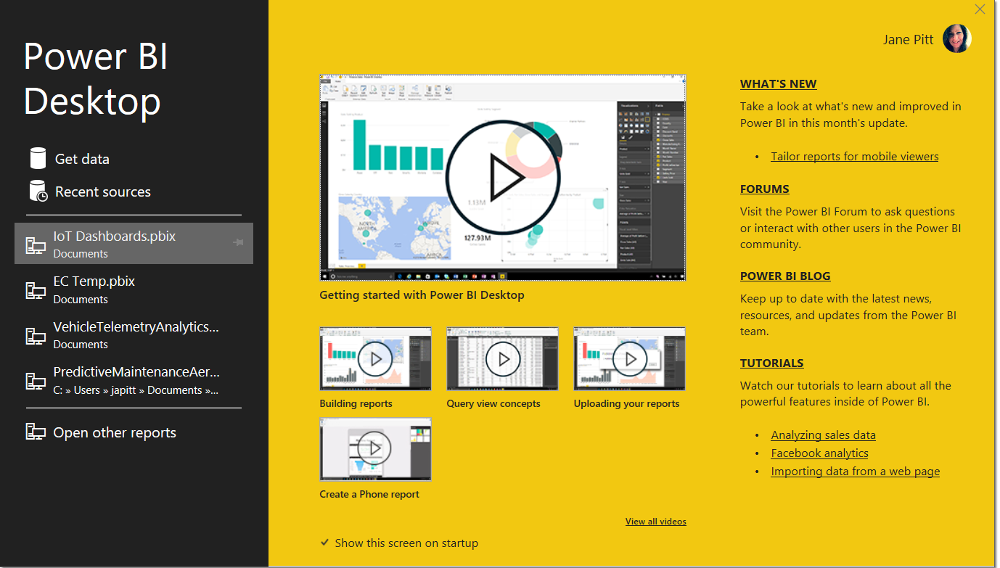 Power BI
Desktop
Get data
Recent sources
IoT Dashboards.pbix
Documents
EC Temp.pbix
Documents
VehicleTelemetryAnalytics...
Documents
PredictiveMaintenanceAer...
C: » Users » japitt » Documents »...
Open other reports
127.93M
Getting started with Power BI Desktop
Building reports
Query view concepts
Uploading your reports
Create a Phone report
View all videos
Show this screen on startup
Jane Pitt
WHAT'S NEW
Take a look at what's new and improved in
Power BI in this month's update.
• Tailor reports for mobile viewers
FORUMS
Visit the Power BI Forum to ask questions
or interact with other users in the Power BI
community.
POWER BI BLOG
Keep up to date with the latest news,
resources, and updates from the Power BI
team.
TUTORIALS
Watch our tutorials to learn about all the
powerful features inside of Power BI.
• Analyzing sales data
• Facebook analytics
• Importing data from a web page